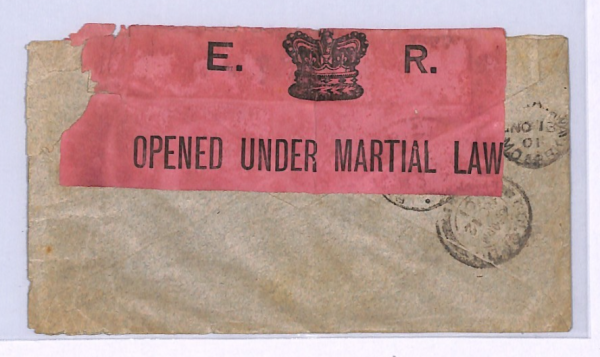 E. R.
OPENED UNDER MARTIAL LAW
NO 13
01